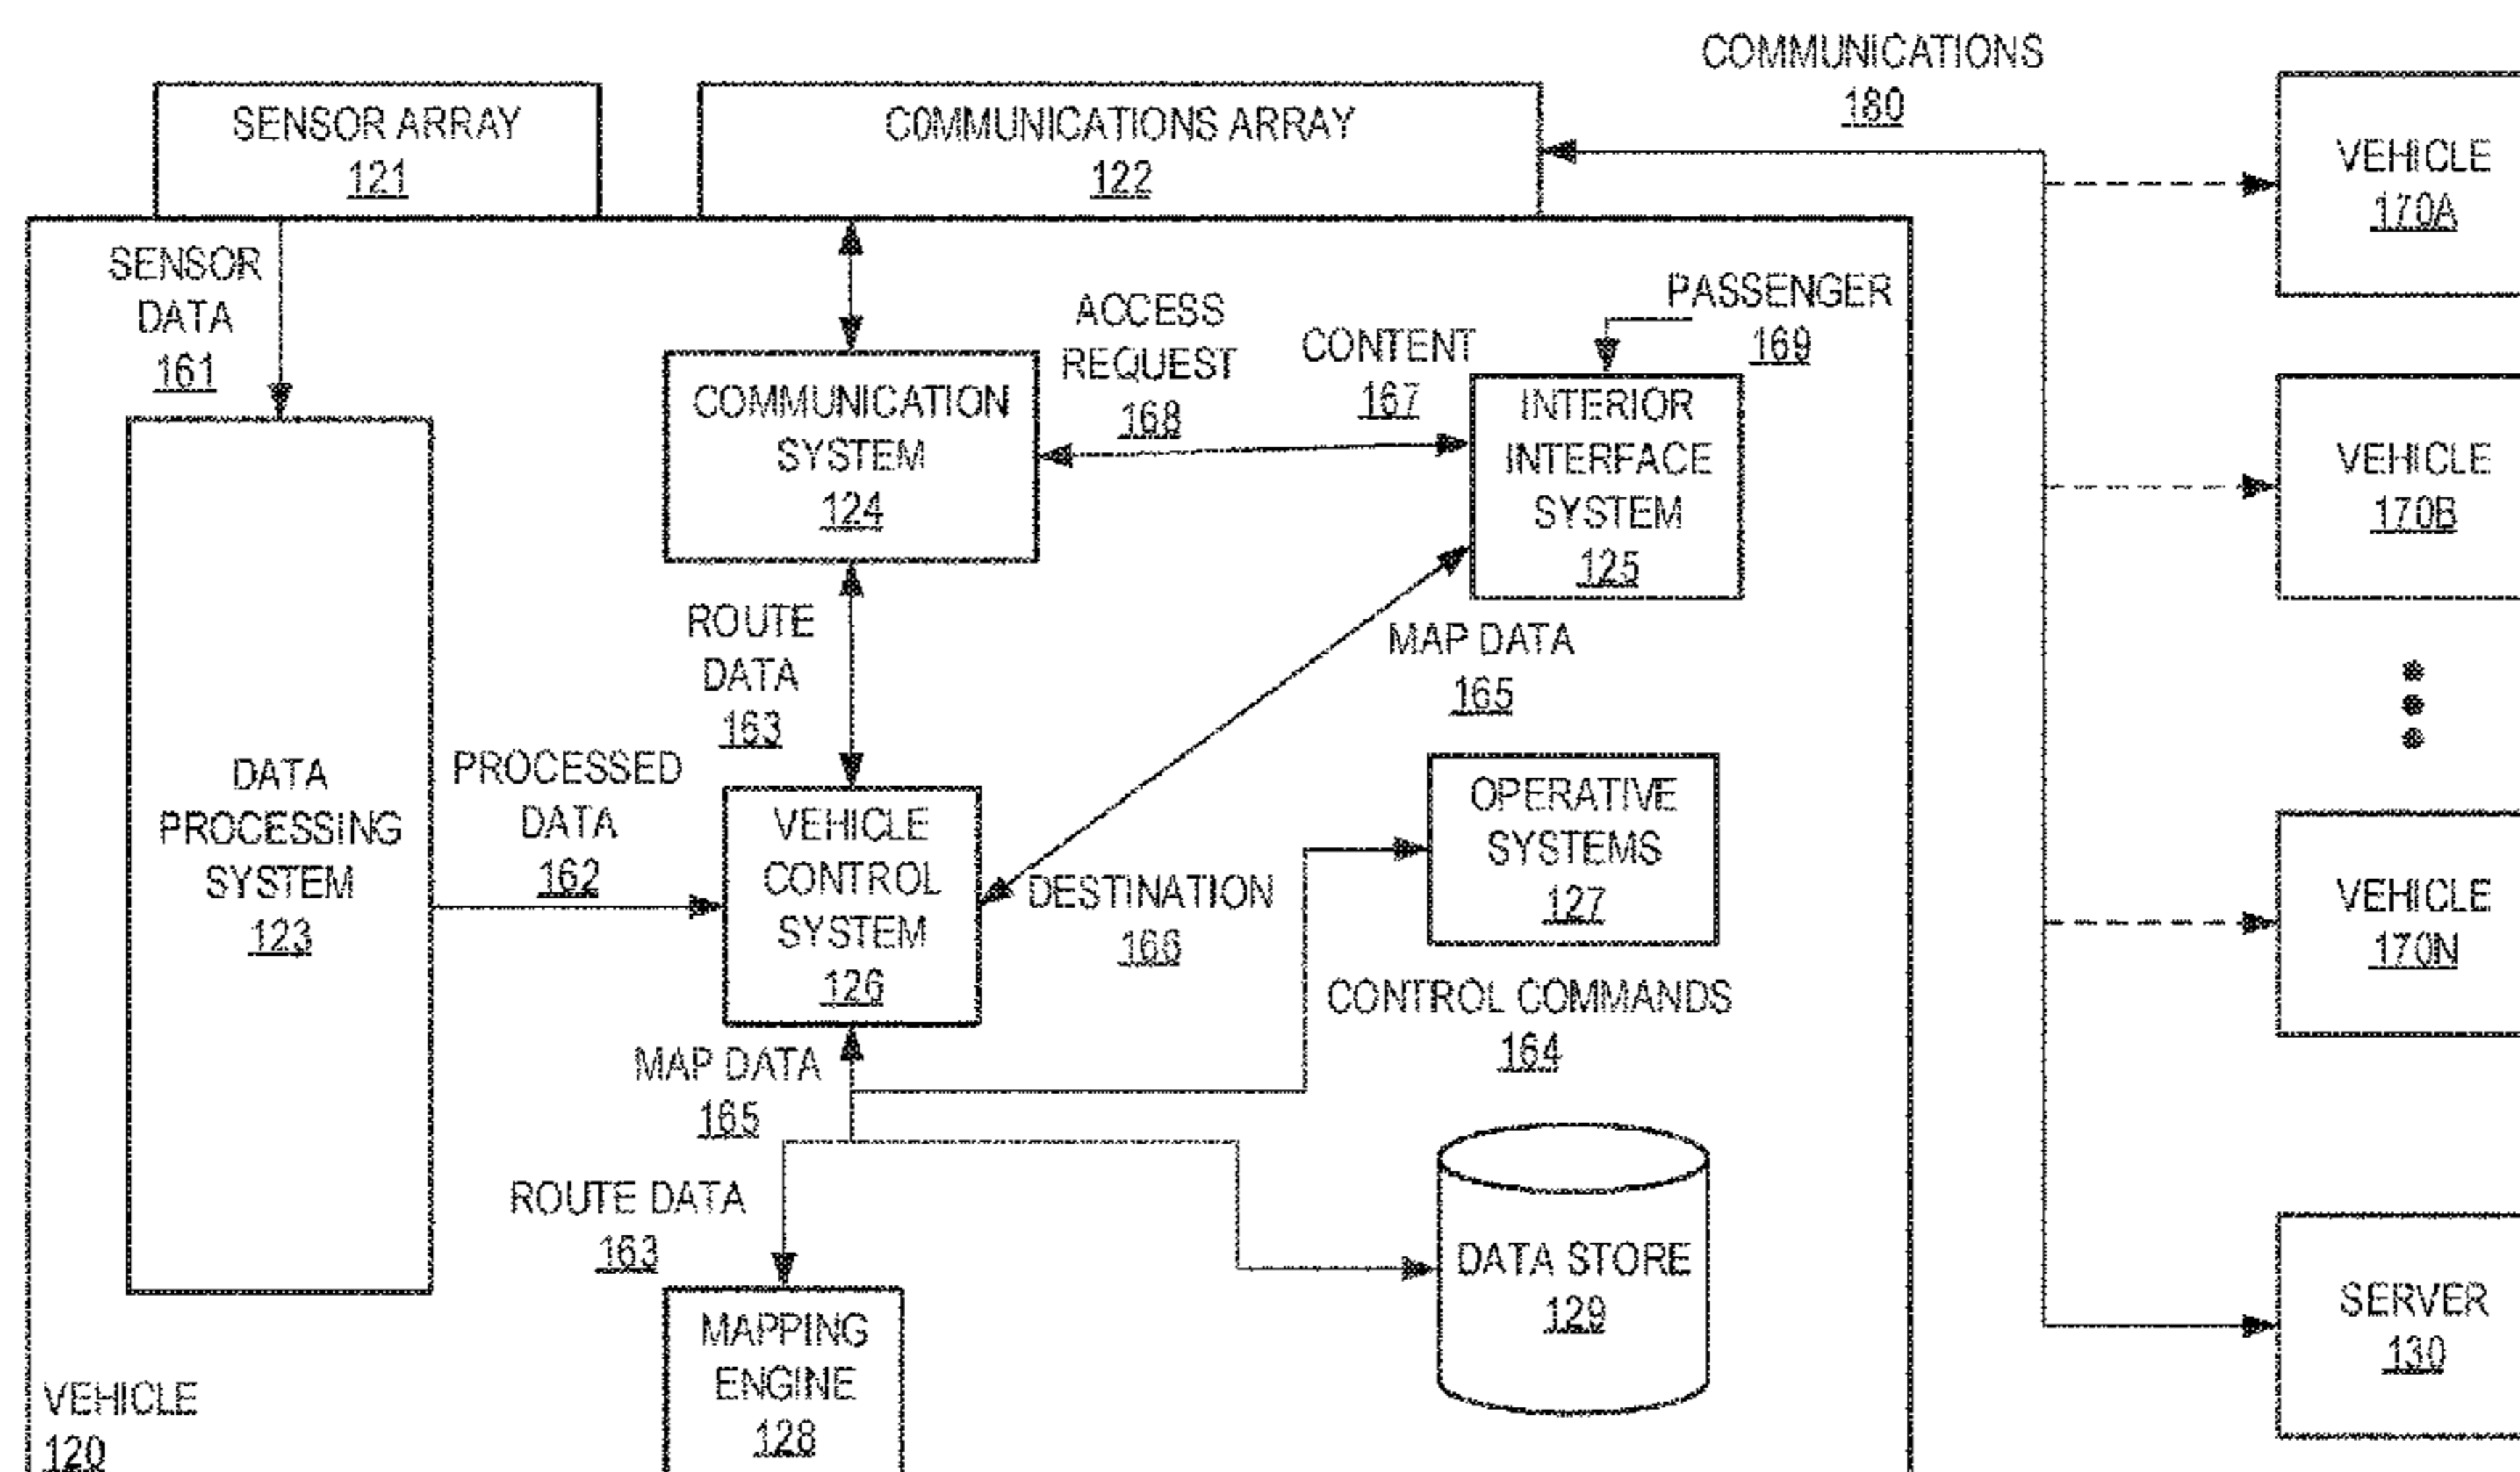 COMMUNICATIONS
180
SENSOR ARRAY
121
COMMUNICATIONS ARRAY
122
VEHICLE
170A
SENSOR
DATA
161
ACCESS
REQUEST
168
CONTENT
167
PASSENGER
169
COMMUNICATION
SYSTEM
124
INTERIOR
INTERFACE
SYSTEM
125
VEHICLE
170B
ROUTE
DATA
163
MAP DATA
165
DATA
PROCESSING
SYSTEM
123
PROCESSED
DATA
162
VEHICLE
CONTROL
SYSTEM
126
DESTINATION
166
OPERATIVE
SYSTEMS
127
VEHICLE
170N
CONTROL COMMANDS
164
MAP DATA
165
ROUTE DATA
163
MAPPING
ENGINE
128
DATA STORE
129
SERVER
130
VEHICLE
120